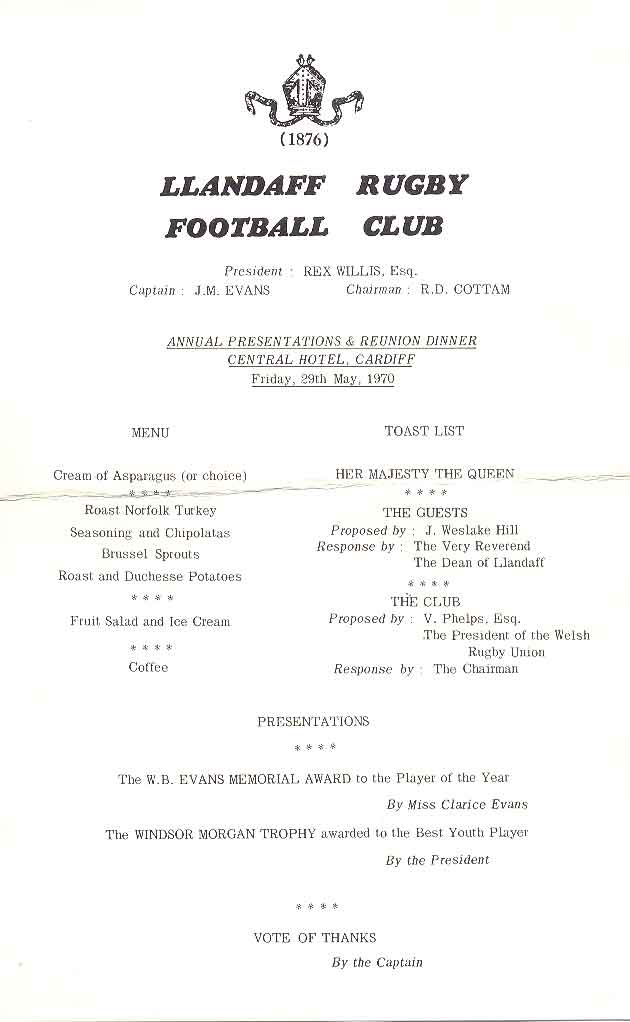 (1876)
LLANDAFF RUGBY
FOOTBALL CLUB
President : REX WILLIS, Esq.
Captain : J.M. EVANS Chairman : R.D. COTTAM
ANNUAL PRESENTATIONS & REUNION DINNER
CENTRAL HOTEL, CARDIFF
Friday, 29th May, 1970
MENU
Cream of Asparagus (or choice)
* * * *
Roast Norfolk Turkey
Seasoning and Chipolatas
Brussel Sprouts
Roast and Duchesse Potatoes
* * * *
Fruit Salad and Ice Cream
* * * *
Coffee
TOAST LIST
HER MAJESTY THE QUEEN
* * * *
THE GUESTS
Proposed by : J. Weslake Hill
Response by : The Very Reverend
The Dean of Llandaff
* * * *
THE CLUB
Proposed by : V. Phelps, Esq.
The President of the Welsh
Rugby Union
Response by : The Chairman
PRESENTATIONS
* * * *
The W.B. EVANS MEMORIAL AWARD to the Player of the Year
By Miss Clarice Evans
The WINDSOR MORGAN TROPHY awarded to the Best Youth Player
By the President
* * * *
VOTE OF THANKS
By the Captain